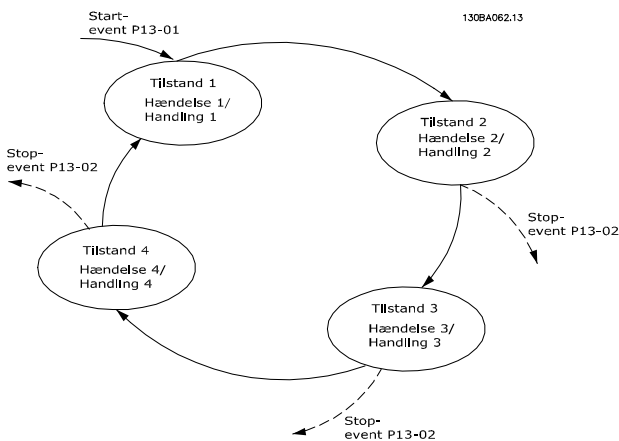 Start-
event P13-01
130BA062.13
Tilstand 1
Hændelse 1/
Handling 1
Tilstand 2
Hændelse 2/
Handling 2
Stop-
event P13-02
Stop-
event P13-02
Tilstand 4
Hændelse 4/
Handling 4
Tilstand 3
Hændelse 3/
Handling 3
Stop-
event P13-02